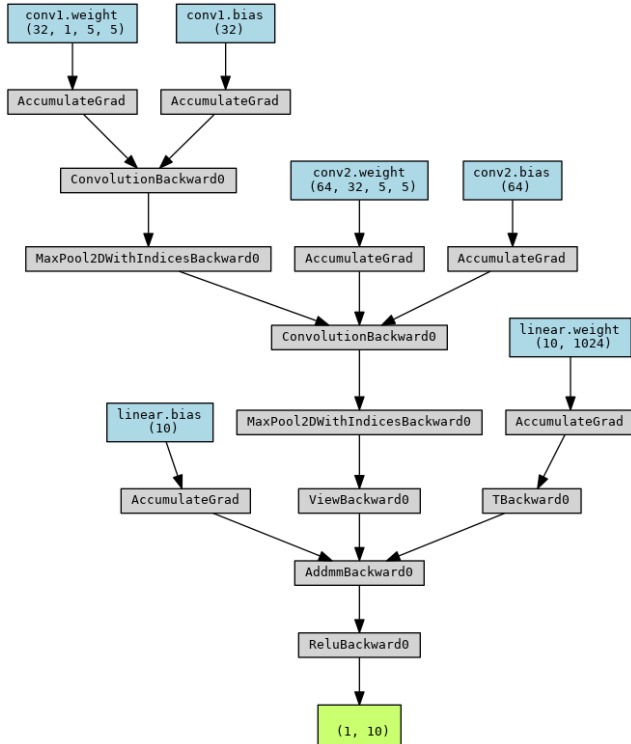 conv1.weight
(32, 1, 5, 5)
conv1.bias
(32)
AccumulateGrad
AccumulateGrad
ConvolutionBackward0
conv2.weight
(64, 32, 5, 5)
conv2.bias
(64)
MaxPool2DWithIndicesBackward0
AccumulateGrad
AccumulateGrad
ConvolutionBackward0
linear.weight
(10, 1024)
linear.bias
(10)
MaxPool2DWithIndicesBackward0
AccumulateGrad
AccumulateGrad
ViewBackward0
TBackward0
AddmmBackward0
ReluBackward0
(1, 10)